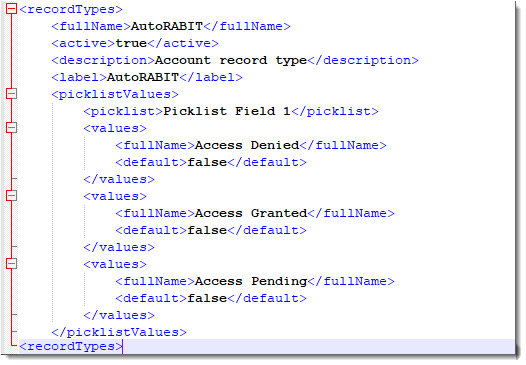 <recordTypes>
<fullName>AutoRABIT</fullName>
<active>true</active>
<description>Account record type</description>
<label>AutoRABIT</label>
<picklistValues>
<picklist>Picklist Field 1</picklist>
<values>
<fullName>Access Denied</fullName>
<default>false</default>
</values>
<values>
<fullName>Access Granted</fullName>
<default>false</default>
</values>
<values>
<fullName>Access Pending</fullName>
<default>false</default>
</values>
</picklistValues>
<recordTypes>